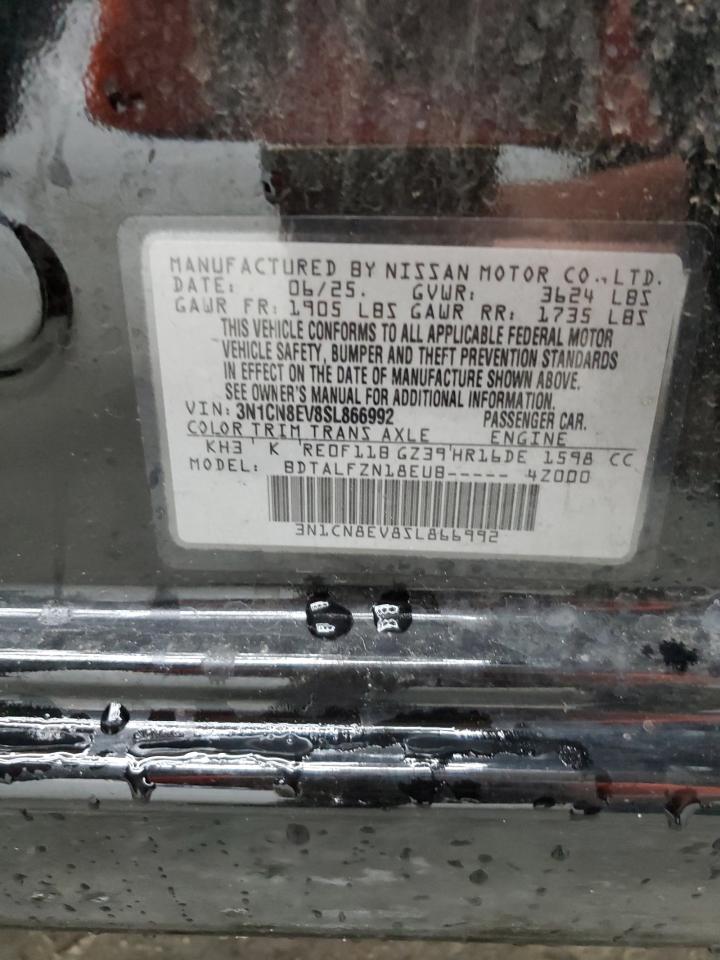 MANUFACTURED BY NISSAN MOTOR CO., LTD.
DATE: 06/25. GVWR: 3624 LBS
GAWR FR: 1905 LBS GAWR RR: 1735 LBS
THIS VEHICLE CONFORMS TO ALL APPLICABLE FEDERAL MOTOR
VEHICLE SAFETY, BUMPER AND THEFT PREVENTION STANDARDS
IN EFFECT ON THE DATE OF MANUFACTURE SHOWN ABOVE.
SEE OWNER'S MANUAL FOR ADDITIONAL INFORMATION.
VIN: 3N1CN8EV8SL866992 PASSENGER CAR.
COLOR TRIM TRANS AXLE ENGINE
KH3 ' K ' RE0F11B GZ39'HR16DE 1598 CC
MODEL: BDTALFZN18EUB----- 4Z000
3N1CN8EV8SL866992